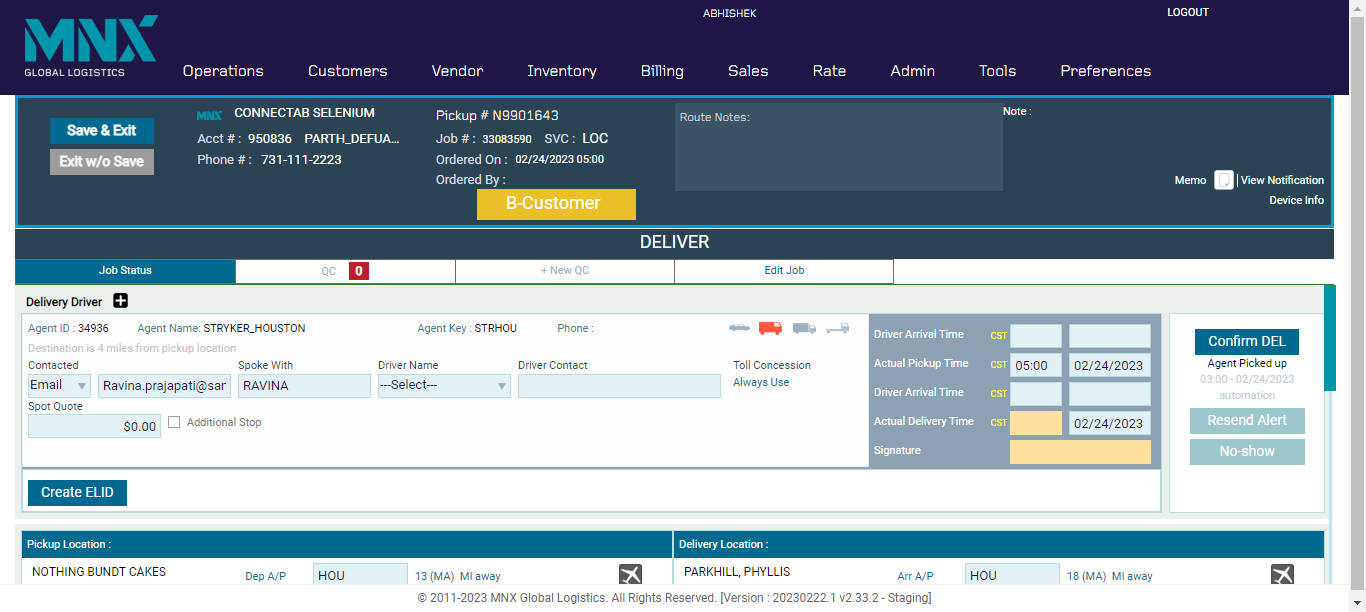 ABHISHEK
LOGOUT
MNX
GLOBAL LOGISTICS
Operations Customers Vendor Inventory Billing Sales Rate Admin Tools Preferences
Save & Exit
Exit w/o Save
MNX CONNECTAB SELENIUM
Acct # : 950836 PARTH_DEFUA...
Phone # : 731-111-2223
Pickup # N9901643
Job # : 33083590 SVC : LOC
Ordered On : 02/24/2023 05:00
Ordered By :
B-Customer
Route Notes:
Note :
Memo | View Notification
Device Info
DELIVER
Job Status QC 0 + New QC Edit Job
Delivery Driver
Agent ID : 34936 Agent Name: STRYKER_HOUSTON Agent Key : STRHOU Phone :
Destination is 4 miles from pickup location
Contacted Spoke With Driver Name Driver Contact
Email Ravina.prajapati@sar RAVINA ---Select---
Toll Concession
Always Use
Spot Quote
$0.00 Additional Stop
Driver Arrival Time CST
Actual Pickup Time CST 05:00 02/24/2023
Driver Arrival Time CST
Actual Delivery Time CST 02/24/2023
Signature
Confirm DEL
Agent Picked up
03:00 - 02/24/2023
automation
Resend Alert
No-show
Create ELID
Pickup Location : Delivery Location :
NOTHING BUNDT CAKES Dep A/P HOU 13 (MA) MI away
PARKHILL, PHYLLIS Arr A/P HOU 18 (MA) MI away
© 2011-2023 MNX Global Logistics. All Rights Reserved. [Version : 20230222.1 v2.33.2 - Staging]